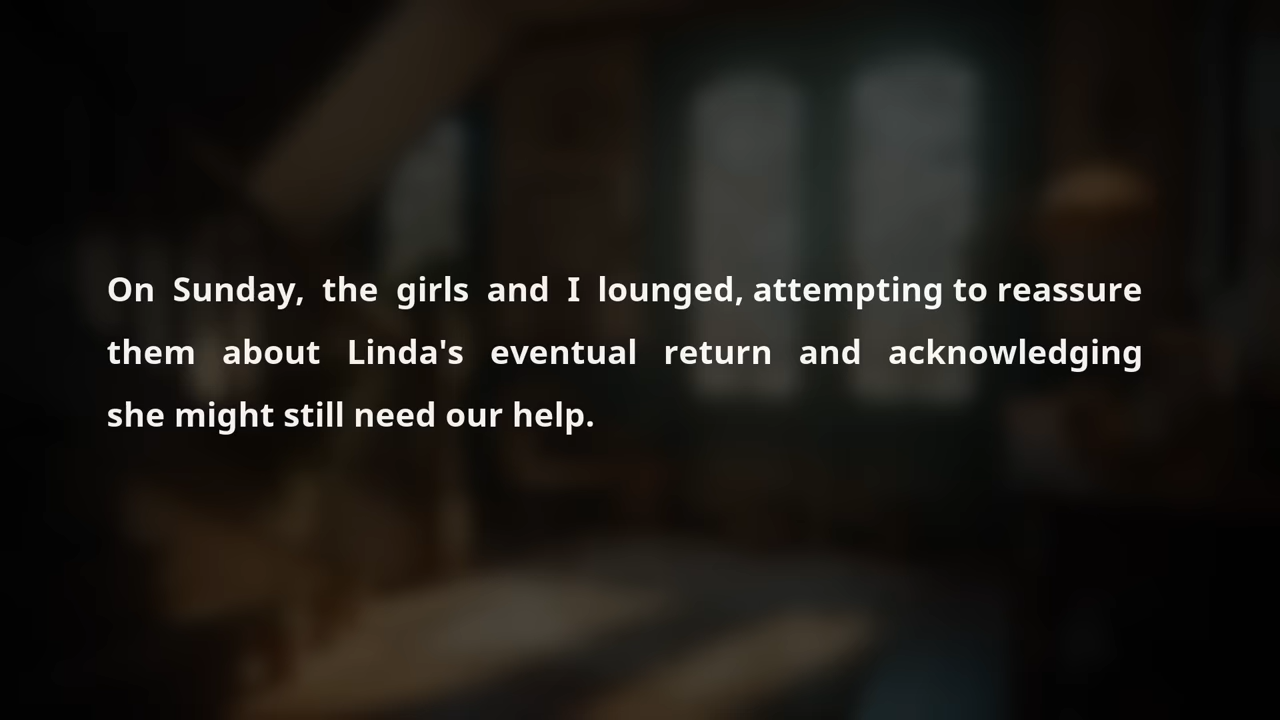 On Sunday, the girls and I lounged, attempting to reassure
them about Linda's eventual return and acknowledging
she might still need our help.